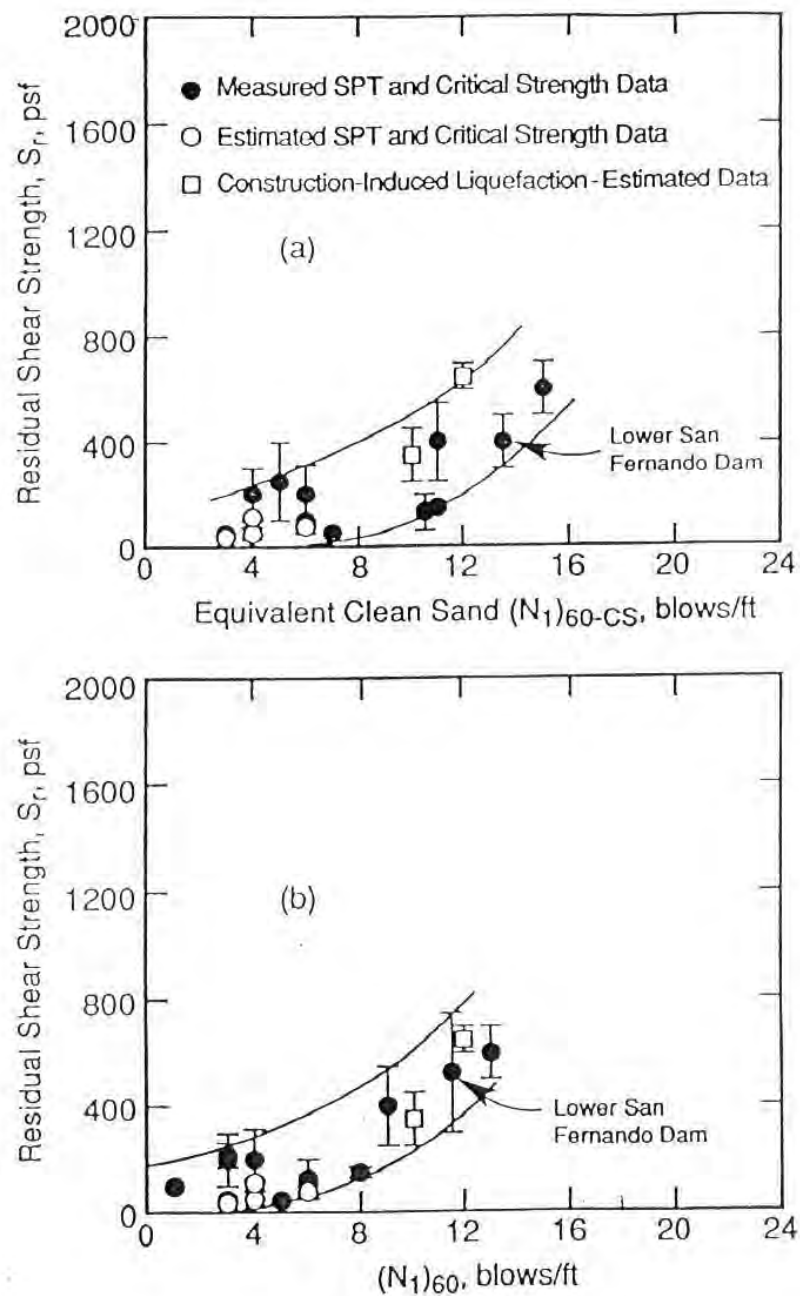 2000
1600
1200
800
400
0
Residual Shear Strength, Sr, psf
Measured SPT and Critical Strength Data
Estimated SPT and Critical Strength Data
Construction-Induced Liquefaction - Estimated Data
(a)
Lower San
Fernando Dam
0 4 8 12 16 20 24
Equivalent Clean Sand (N1)60-CS, blows/ft
2000
1600
1200
800
400
0
Residual Shear Strength, Sr, psf
(b)
Lower San
Fernando Dam
0 4 8 12 16 20 24
(N1)60, blows/ft